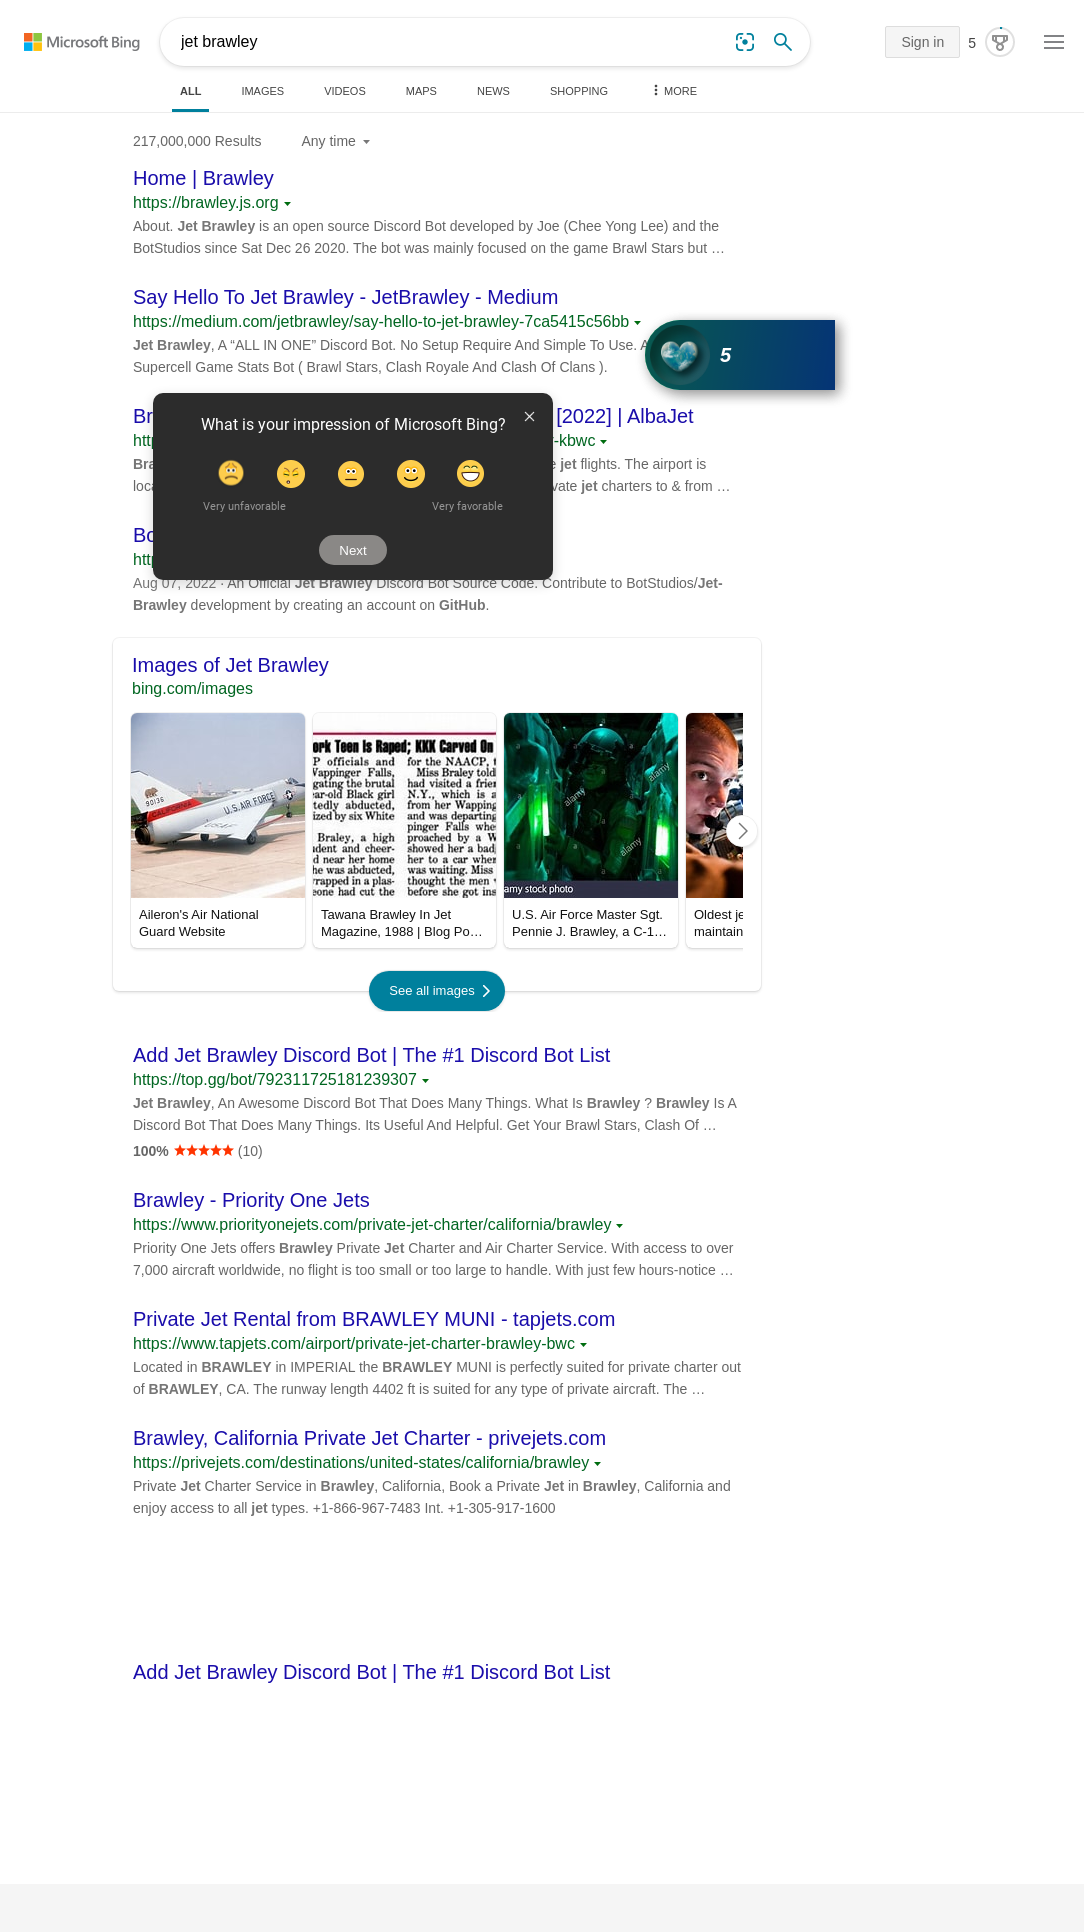 Microsoft Bing
jet brawley
Sign in
5
ALL
IMAGES
VIDEOS
MAPS
NEWS
SHOPPING
MORE
217,000,000 Results
Any time
Home | Brawley
https://brawley.js.org
About. Jet Brawley is an open source Discord Bot developed by Joe (Chee Yong Lee) and the
BotStudios since Sat Dec 26 2020. The bot was mainly focused on the game Brawl Stars but …
Say Hello To Jet Brawley - JetBrawley - Medium
https://medium.com/jetbrawley/say-hello-to-jet-brawley-7ca5415c56bb
Jet Brawley, A “ALL IN ONE” Discord Bot. No Setup Require And Simple To Use. A
Supercell Game Stats Bot ( Brawl Stars, Clash Royale And Clash Of Clans ).
5
[2022] | AlbaJet
-kbwc
jet flights. The airport is
jet charters to & from …
What is your impression of Microsoft Bing?
Very unfavorable
Very favorable
Next
Aug 07, 2022 · An Official Jet Brawley Discord Bot Source Code. Contribute to BotStudios/Jet-
Brawley development by creating an account on GitHub.
Images of Jet Brawley
bing.com/images
90136
CALIFORNIA
U.S. AIR FORCE
ork Teen Is Raped; KKK Carved On
P officials and
Wappinger Falls,
gating the brutal
ear-old Black girl
tedly abducted,
ized by six White
Braley, a high
udent and cheer-
d near her home
he was abducted,
wrapped in a plas-
eone had cut the
for the NAACP, t
Miss Braley told
had visited a frie
N.Y., which is a
from her Wapping
and was departing
pinger Falls whe
proached by a W
showed her a bad
her to a car wher
was waiting. Miss
thought the men
before she got ins
alamy
alamy
alamy
amy stock photo
Aileron's Air National
Guard Website
Tawana Brawley In Jet
Magazine, 1988 | Blog Po…
U.S. Air Force Master Sgt.
Pennie J. Brawley, a C-1…
Oldest je
maintain
See all images
Add Jet Brawley Discord Bot | The #1 Discord Bot List
https://top.gg/bot/792311725181239307
Jet Brawley, An Awesome Discord Bot That Does Many Things. What Is Brawley ? Brawley Is A
Discord Bot That Does Many Things. Its Useful And Helpful. Get Your Brawl Stars, Clash Of …
100% (10)
Brawley - Priority One Jets
https://www.priorityonejets.com/private-jet-charter/california/brawley
Priority One Jets offers Brawley Private Jet Charter and Air Charter Service. With access to over
7,000 aircraft worldwide, no flight is too small or too large to handle. With just few hours-notice …
Private Jet Rental from BRAWLEY MUNI - tapjets.com
https://www.tapjets.com/airport/private-jet-charter-brawley-bwc
Located in BRAWLEY in IMPERIAL the BRAWLEY MUNI is perfectly suited for private charter out
of BRAWLEY, CA. The runway length 4402 ft is suited for any type of private aircraft. The …
Brawley, California Private Jet Charter - privejets.com
https://privejets.com/destinations/united-states/california/brawley
Private Jet Charter Service in Brawley, California, Book a Private Jet in Brawley, California and
enjoy access to all jet types. +1-866-967-7483 Int. +1-305-917-1600
Add Jet Brawley Discord Bot | The #1 Discord Bot List